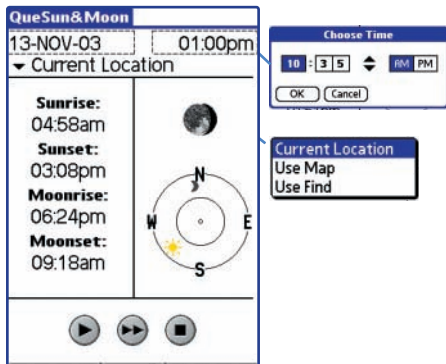 QueSun&Moon
13-NOV-03 01:00pm
Current Location
Sunrise:
04:58am
Sunset:
03:08pm
Moonrise:
06:24pm
Moonset:
09:18am
N
W E
S
Choose Time
10 : 3 5 AM PM
OK Cancel
Current Location
Use Map
Use Find